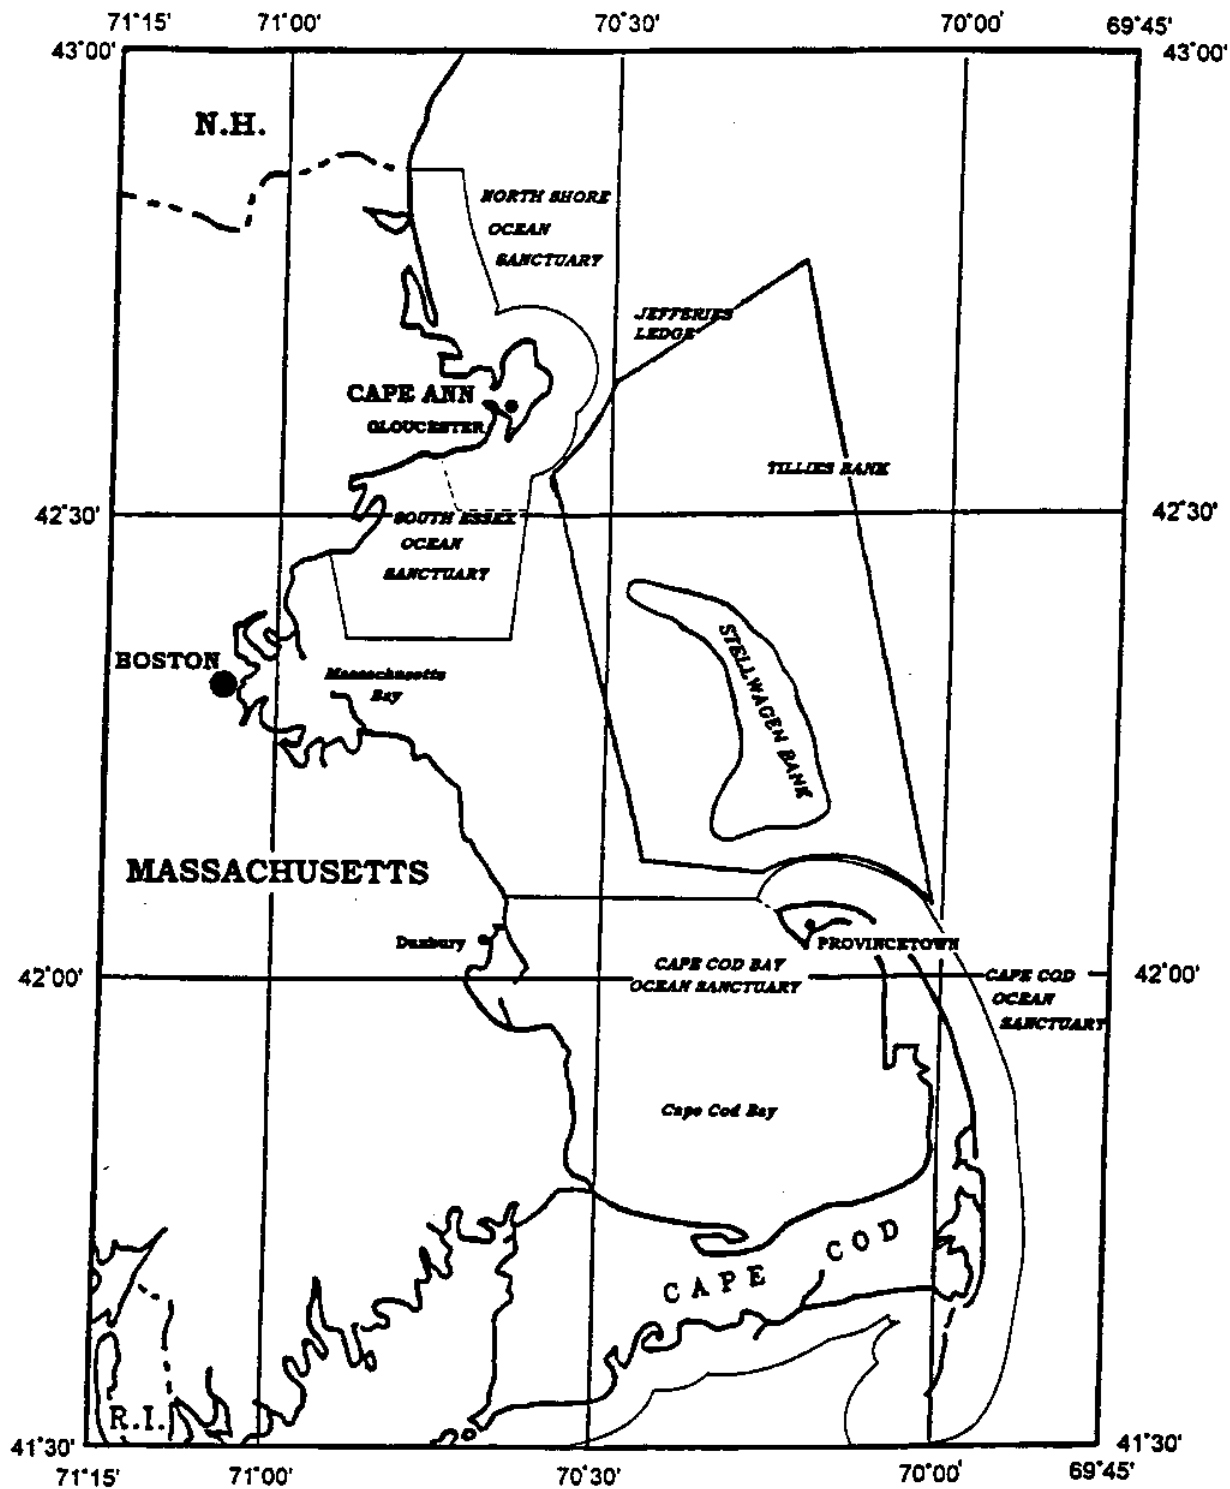 71°15' 71°00' 70°30' 70°00' 69°45'
43°00' 43°00'
N.H.
NORTH SHORE
OCEAN
SANCTUARY
JEFFERIES
LEDGE
CAPE ANN
GLOUCESTER
TILLIES BANK
42°30' 42°30'
SOUTH ESSEX
OCEAN
SANCTUARY
STELLWAGEN BANK
BOSTON
Massachusetts
Bay
MASSACHUSETTS
Duxbury
PROVINCETOWN
CAPE COD BAY
OCEAN SANCTUARY
42°00' 42°00'
CAPE COD
OCEAN
SANCTUARY
Cape Cod Bay
CAPE COD
R.I.
41°30' 41°30'
71°15' 71°00' 70°30' 70°00' 69°45'